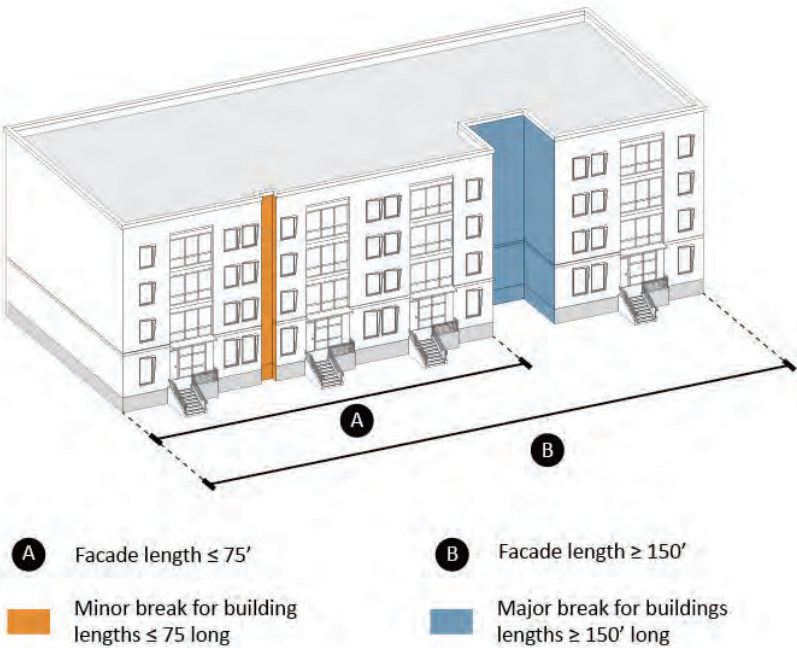 A
B
A Facade length ≤ 75’
B Facade length ≥ 150’
Minor break for building
lengths ≤ 75 long
Major break for buildings
lengths ≥ 150’ long